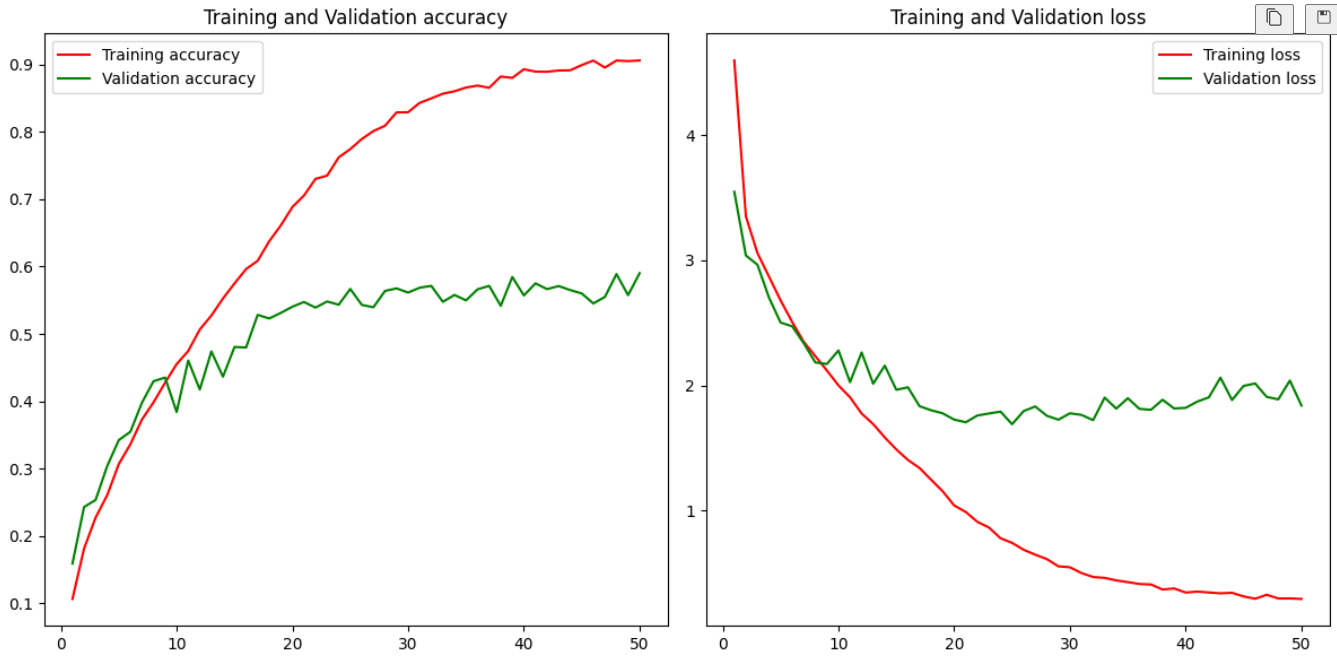 Training and Validation accuracy
Training accuracy
Validation accuracy
0.9
0.8
0.7
0.6
0.5
0.4
0.3
0.2
0.1
0 10 20 30 40 50
Training and Validation loss
Training loss
Validation loss
4
3
2
1
0 10 20 30 40 50